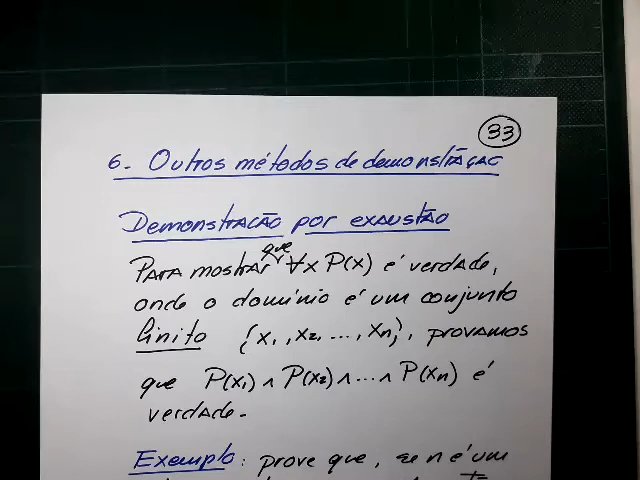 33
6. Outros métodos de demonstração
Demonstração por exaustão
Para mostrar que ∀x P(x) é verdade,
onde o domínio é um conjunto
finito {x₁, x₂, ..., xₙ}, provamos
que P(x₁) ∧ P(x₂) ∧ ... ∧ P(xₙ) é
verdade.
Exemplo: prove que, se n é um